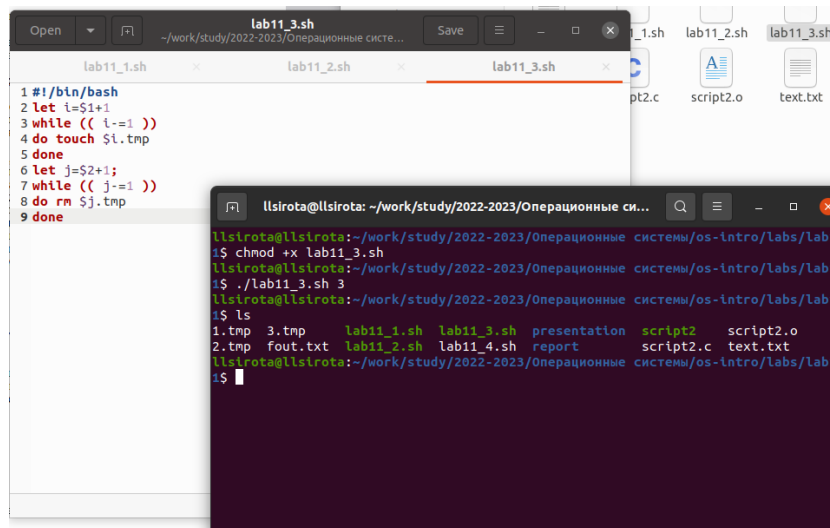 lab11_3.sh
Open
~/work/study/2022-2023/Операционные систе...
Save
lab11_1.sh
lab11_2.sh
lab11_3.sh
1 #!/bin/bash
2 let i=$1+1
3 while (( i-=1 ))
4 do touch $i.tmp
5 done
6 let j=$2+1;
7 while (( j-=1 ))
8 do rm $j.tmp
9 done
1_1.sh lab11_2.sh lab11_3.sh
pt2.c script2.o text.txt
llsirota@llsirota: ~/work/study/2022-2023/Операционные си...
llsirota@llsirota:~/work/study/2022-2023/Операционные системы/os-intro/labs/lab
1$ chmod +x lab11_3.sh
llsirota@llsirota:~/work/study/2022-2023/Операционные системы/os-intro/labs/lab
1$ ./lab11_3.sh 3
llsirota@llsirota:~/work/study/2022-2023/Операционные системы/os-intro/labs/lab
1$ ls
1.tmp 3.tmp lab11_1.sh lab11_3.sh presentation script2 script2.o
2.tmp fout.txt lab11_2.sh lab11_4.sh report script2.c text.txt
llsirota@llsirota:~/work/study/2022-2023/Операционные системы/os-intro/labs/lab
1$